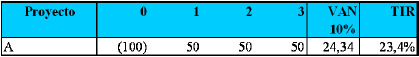 Proyecto 0 1 2 3 VAN 10% TIR
A (100) 50 50 50 24,34 23,4%